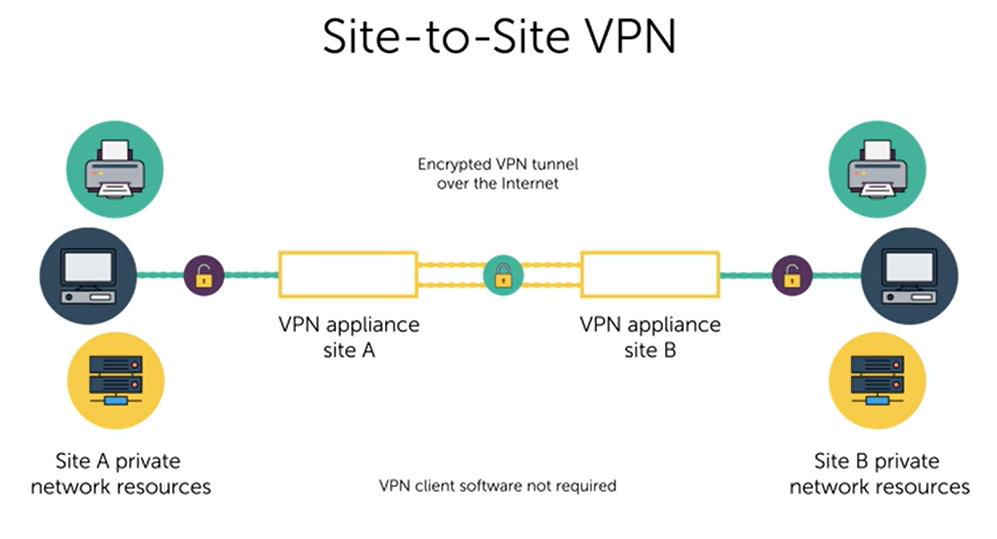 Site-to-Site VPN
Encrypted VPN tunnel
over the Internet
VPN appliance
site A
VPN appliance
site B
Site A private
network resources
VPN client software not required
Site B private
network resources